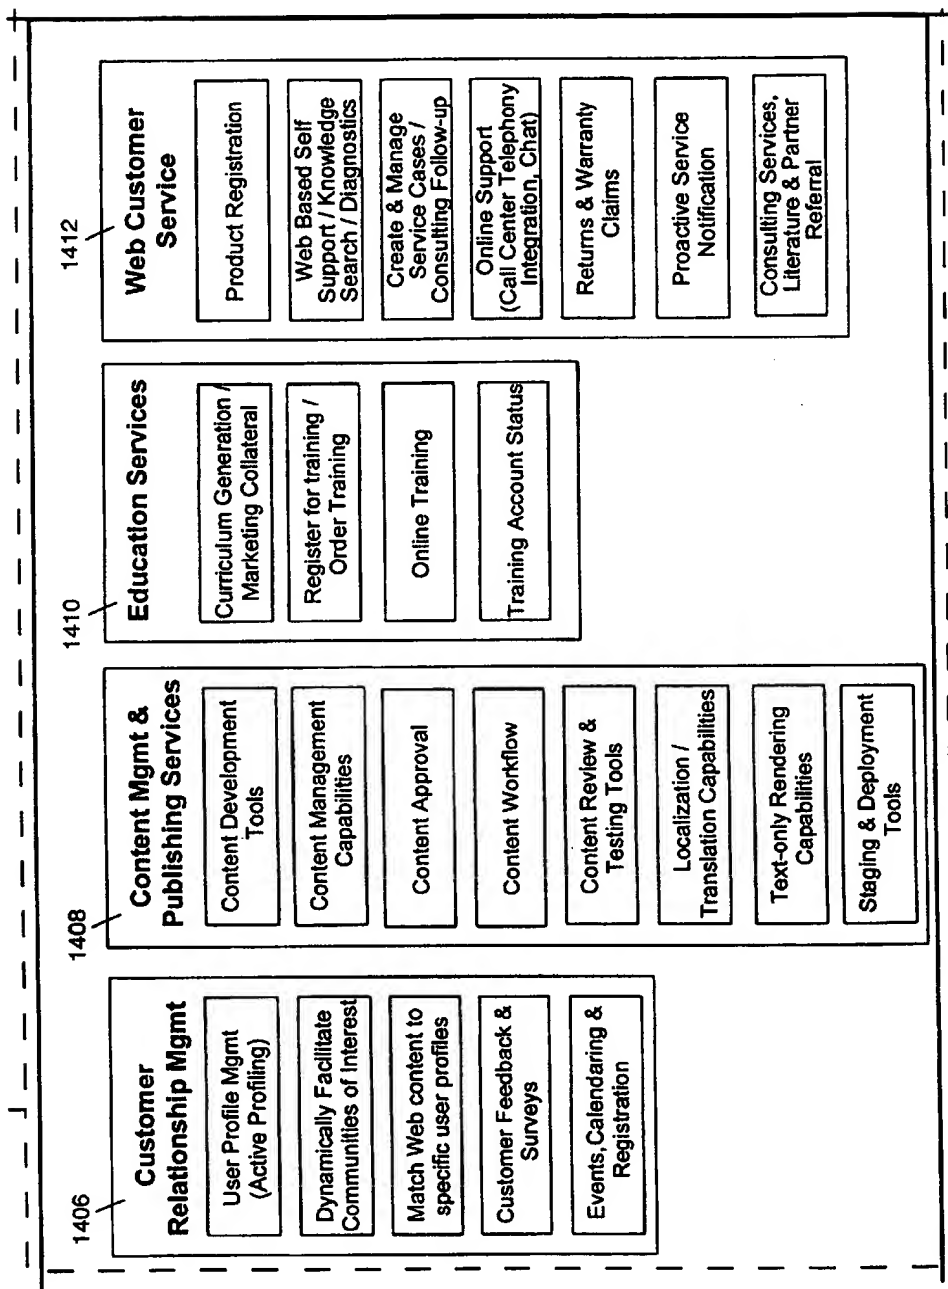 1406
Customer
Relationship Mgmt
User Profile Mgmt
(Active Profiling)
Dynamically Facilitate
Communities of Interest
Match Web content to
specific user profiles
Customer Feedback &
Surveys
Events, Calendaring &
Registration
1408
Content Mgmt &
Publishing Services
Content Development
Tools
Content Management
Capabilities
Content Approval
Content Workflow
Content Review &
Testing Tools
Localization /
Translation Capabilities
Text-only Rendering
Capabilities
Staging & Deployment
Tools
1410
Education Services
Curriculum Generation /
Marketing Collateral
Register for training /
Order Training
Online Training
Training Account Status
1412
Web Customer
Service
Product Registration
Web Based Self
Support / Knowledge
Search / Diagnostics
Create & Manage
Service Cases /
Consulting Follow-up
Online Support
(Call Center Telephony
Integration, Chat)
Returns & Warranty
Claims
Proactive Service
Notification
Consulting Services,
Literature & Partner
Referral